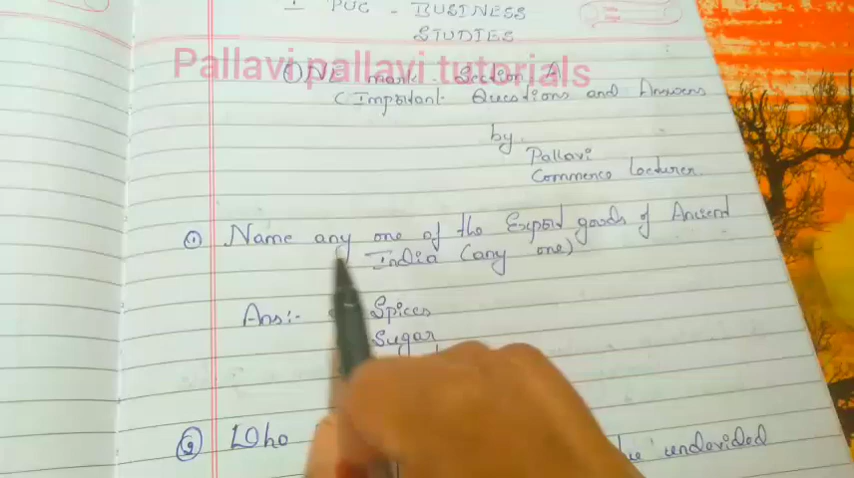 I PUC - BUSINESS
STUDIES
Pallavi pallavi tutorials
ONE mark Section A
(Important Questions and Answers
by
Pallavi
Commerce Lecturer
① Name any one of the Export goods of Ancient
India (any one)
Ans:- Spices
Sugar
② Who
undevided